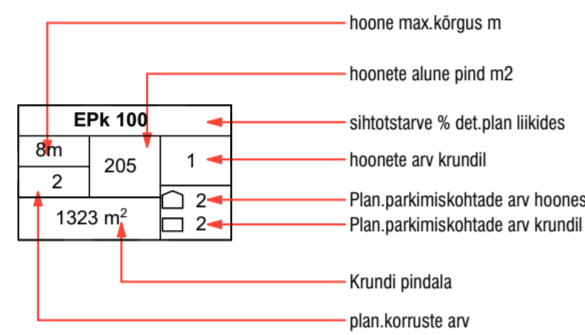 hoone max.kõrgus m
hoonete alune pind m2
EPk 100
sihtotstarve % det.plan liikides
8m
205
1
hoonete arv krundil
2
2
Plan.parkimiskohtade arv hoones
1323 m²
2
Plan.parkimiskohtade arv krundil
Krundi pindala
plan.korruste arv